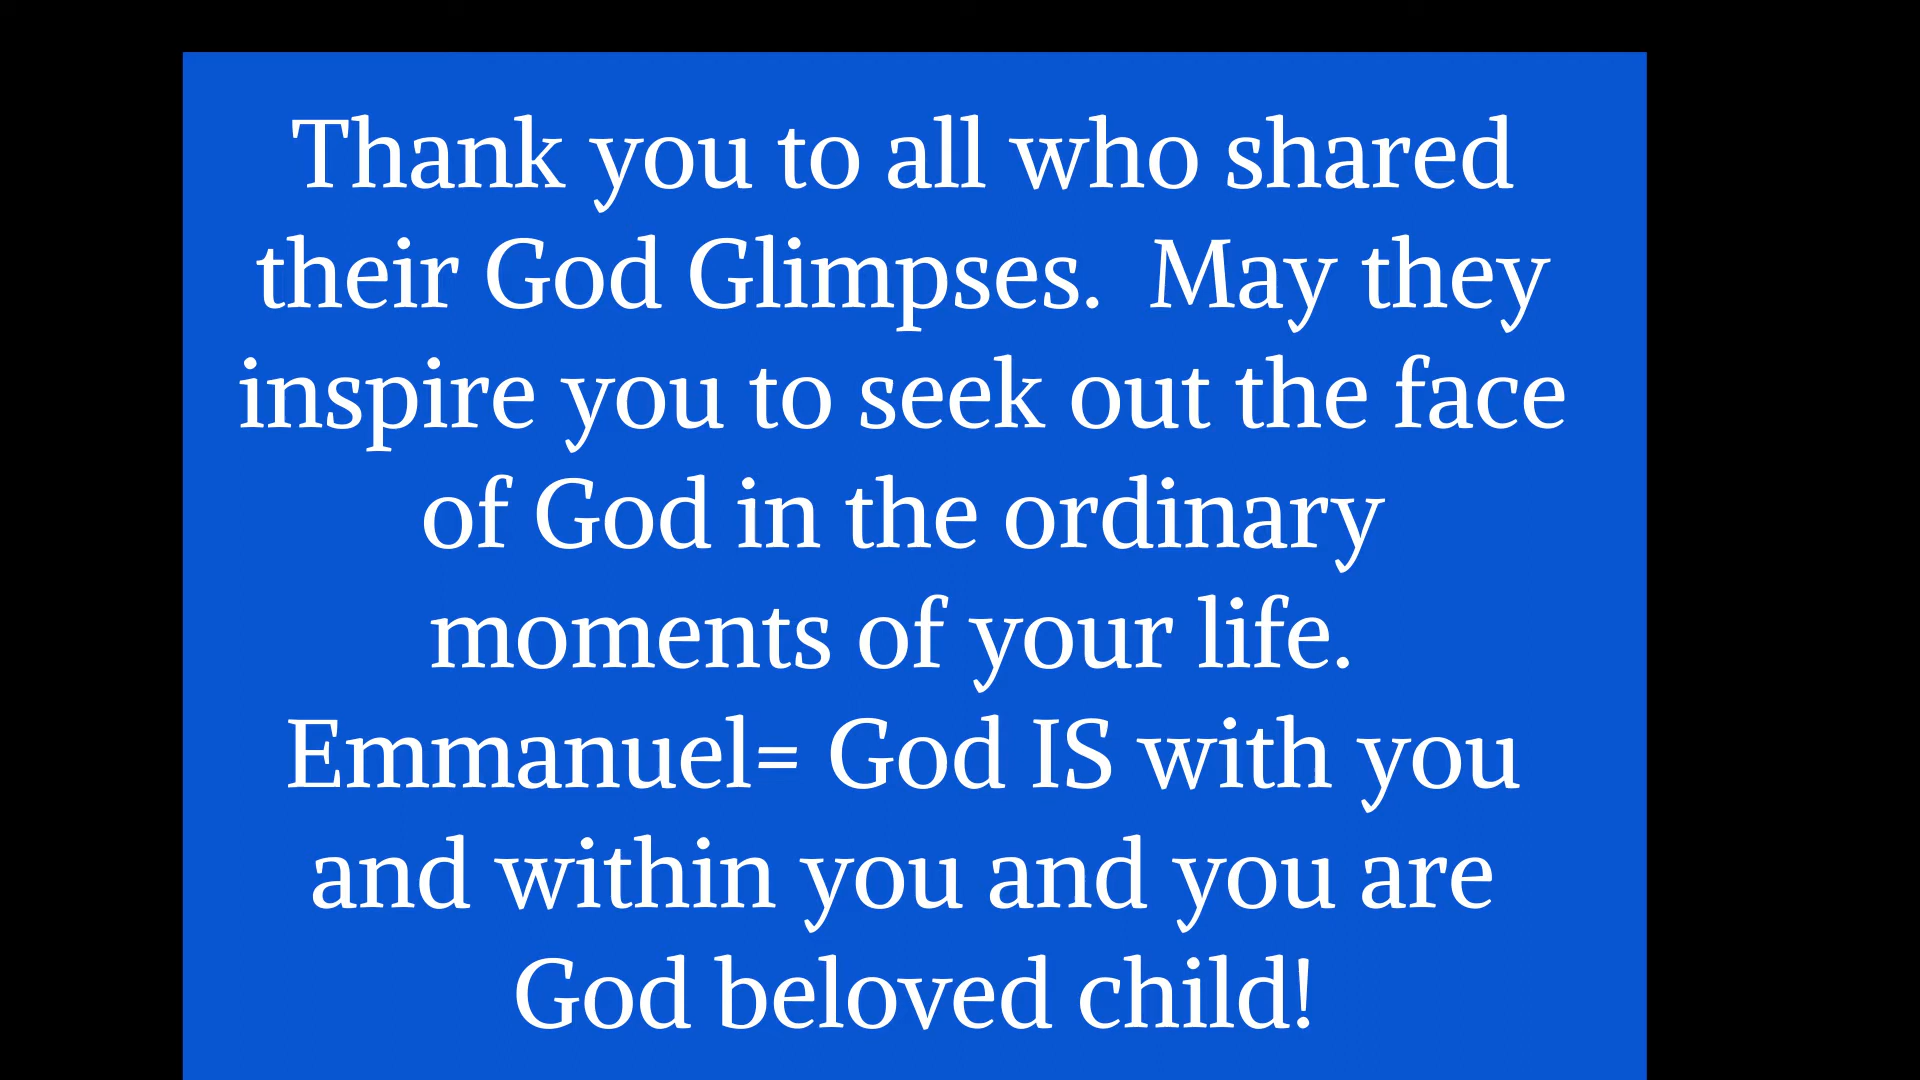 Thank you to all who shared
their God Glimpses.  May they
inspire you to seek out the face
of God in the ordinary
moments of your life.
Emmanuel= God IS with you
and within you and you are
God beloved child!